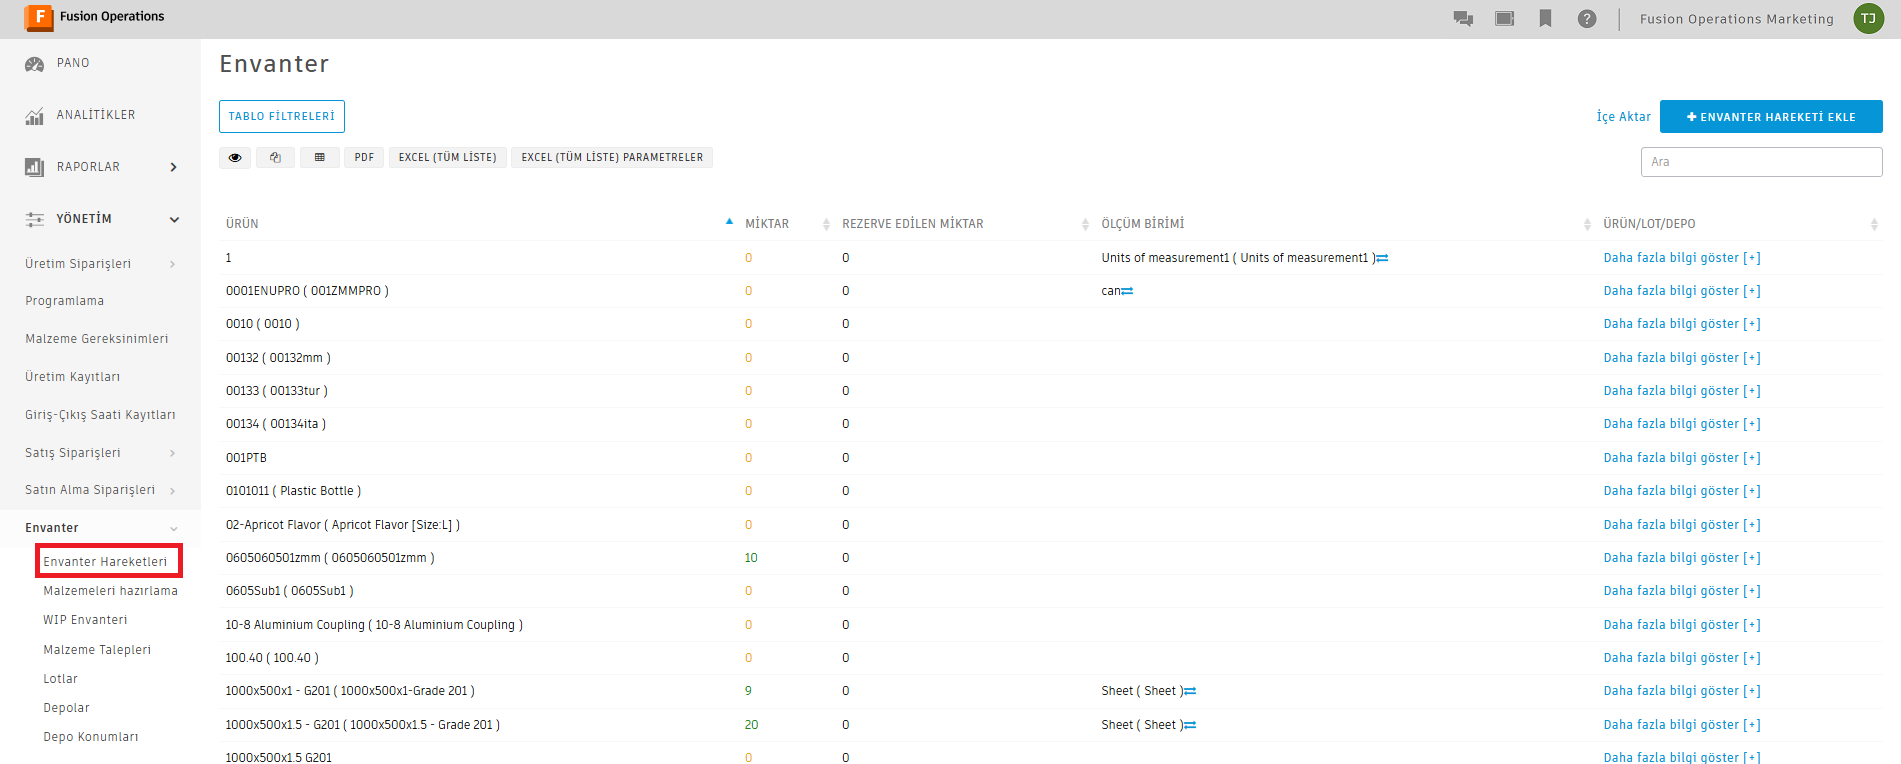 F Fusion Operations
Fusion Operations Marketing TJ
PANO
ANALİTİKLER
RAPORLAR
YÖNETİM
Üretim Siparişleri
Programlama
Malzeme Gereksinimleri
Üretim Kayıtları
Giriş-Çıkış Saati Kayıtları
Satış Siparişleri
Satın Alma Siparişleri
Envanter
Envanter Hareketleri
Malzemeleri hazırlama
WIP Envanteri
Malzeme Talepleri
Lotlar
Depolar
Depo Konumları
Envanter
TABLO FİLTRELERİ
İçe Aktar + ENVANTER HAREKETİ EKLE
PDF EXCEL (TÜM LİSTE) EXCEL (TÜM LİSTE) PARAMETRELER
Ara
ÜRÜN MİKTAR REZERVE EDİLEN MİKTAR ÖLÇÜM BİRİMİ ÜRÜN/LOT/DEPO
1 0 0 Units of measurement1 ( Units of measurement1 ) Daha fazla bilgi göster [+]
0001ENUPRO ( 001ZMMPRO ) 0 0 can Daha fazla bilgi göster [+]
0010 ( 0010 ) 0 0 Daha fazla bilgi göster [+]
00132 ( 00132mm ) 0 0 Daha fazla bilgi göster [+]
00133 ( 00133tur ) 0 0 Daha fazla bilgi göster [+]
00134 ( 00134ita ) 0 0 Daha fazla bilgi göster [+]
001PTB 0 0 Daha fazla bilgi göster [+]
0101011 ( Plastic Bottle ) 0 0 Daha fazla bilgi göster [+]
02-Apricot Flavor ( Apricot Flavor [Size:L] ) 0 0 Daha fazla bilgi göster [+]
0605060501zmm ( 0605060501zmm ) 10 0 Daha fazla bilgi göster [+]
0605Sub1 ( 0605Sub1 ) 0 0 Daha fazla bilgi göster [+]
10-8 Aluminium Coupling ( 10-8 Aluminium Coupling ) 0 0 Daha fazla bilgi göster [+]
100.40 ( 100.40 ) 0 0 Daha fazla bilgi göster [+]
1000x500x1 - G201 ( 1000x500x1-Grade 201 ) 9 0 Sheet ( Sheet ) Daha fazla bilgi göster [+]
1000x500x1.5 - G201 ( 1000x500x1.5 - Grade 201 ) 20 0 Sheet ( Sheet ) Daha fazla bilgi göster [+]
1000x500x1.5 G201 0 0 Daha fazla bilgi göster [+]